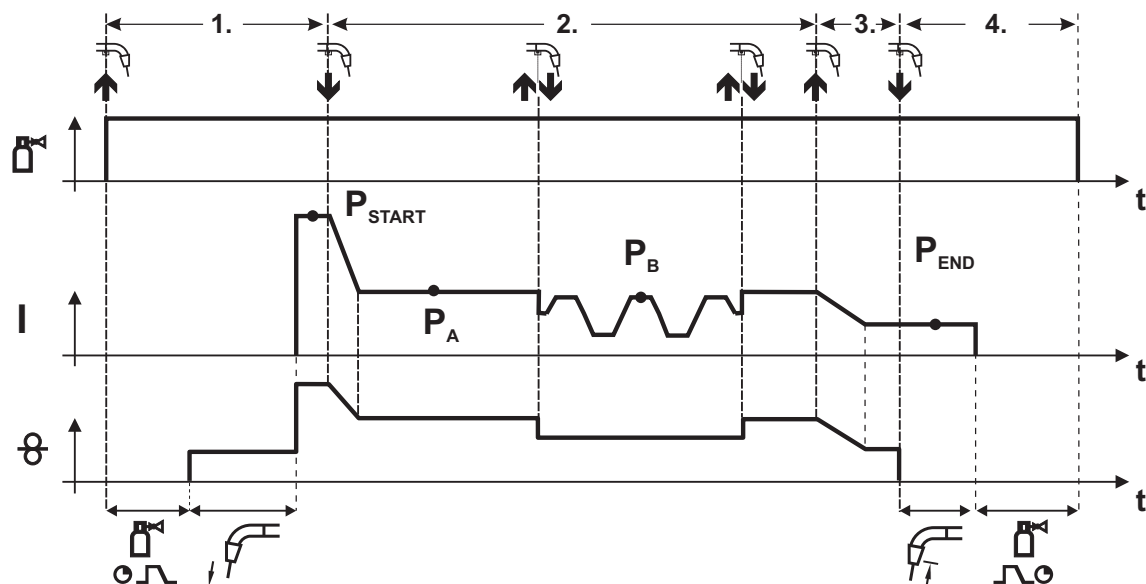 1. 2. 3. 4.
t
P_START
P_B
P_END
I
P_A
t
t